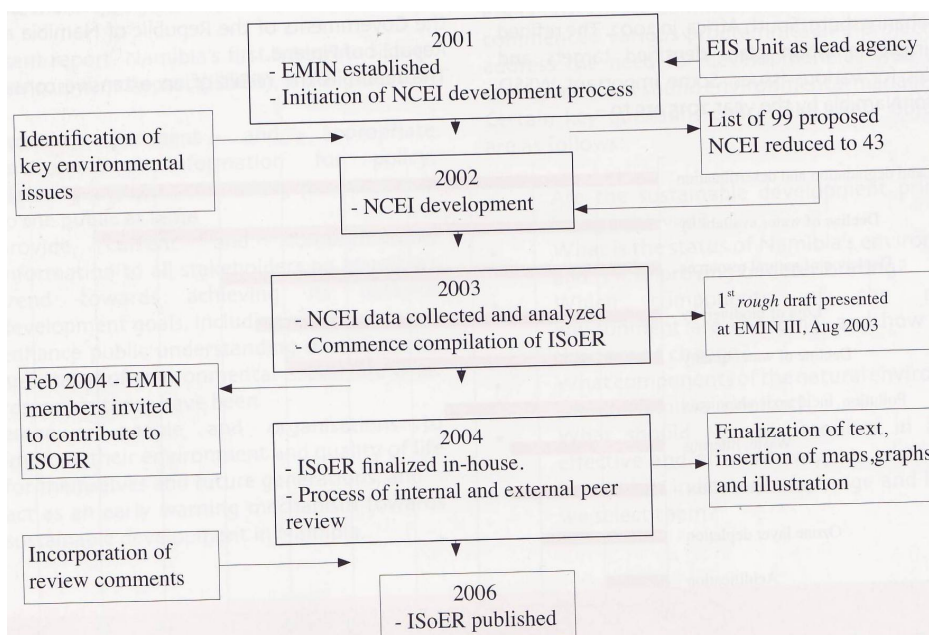 2001
- EMIN established
- Initiation of NCEI development process
EIS Unit as lead agency
Identification of
key environmental
issues
List of 99 proposed
NCEI reduced to 43
2002
- NCEI development
2003
- NCEI data collected and analyzed
- Commence compilation of ISoER
1st rough draft presented
at EMIN III, Aug 2003
Feb 2004 - EMIN
members invited
to contribute to
ISOER
2004
- ISoER finalized in-house.
- Process of internal and external peer
review
Finalization of text,
insertion of maps,graphs
and illustration
Incorporation of
review comments
2006
- ISoER published